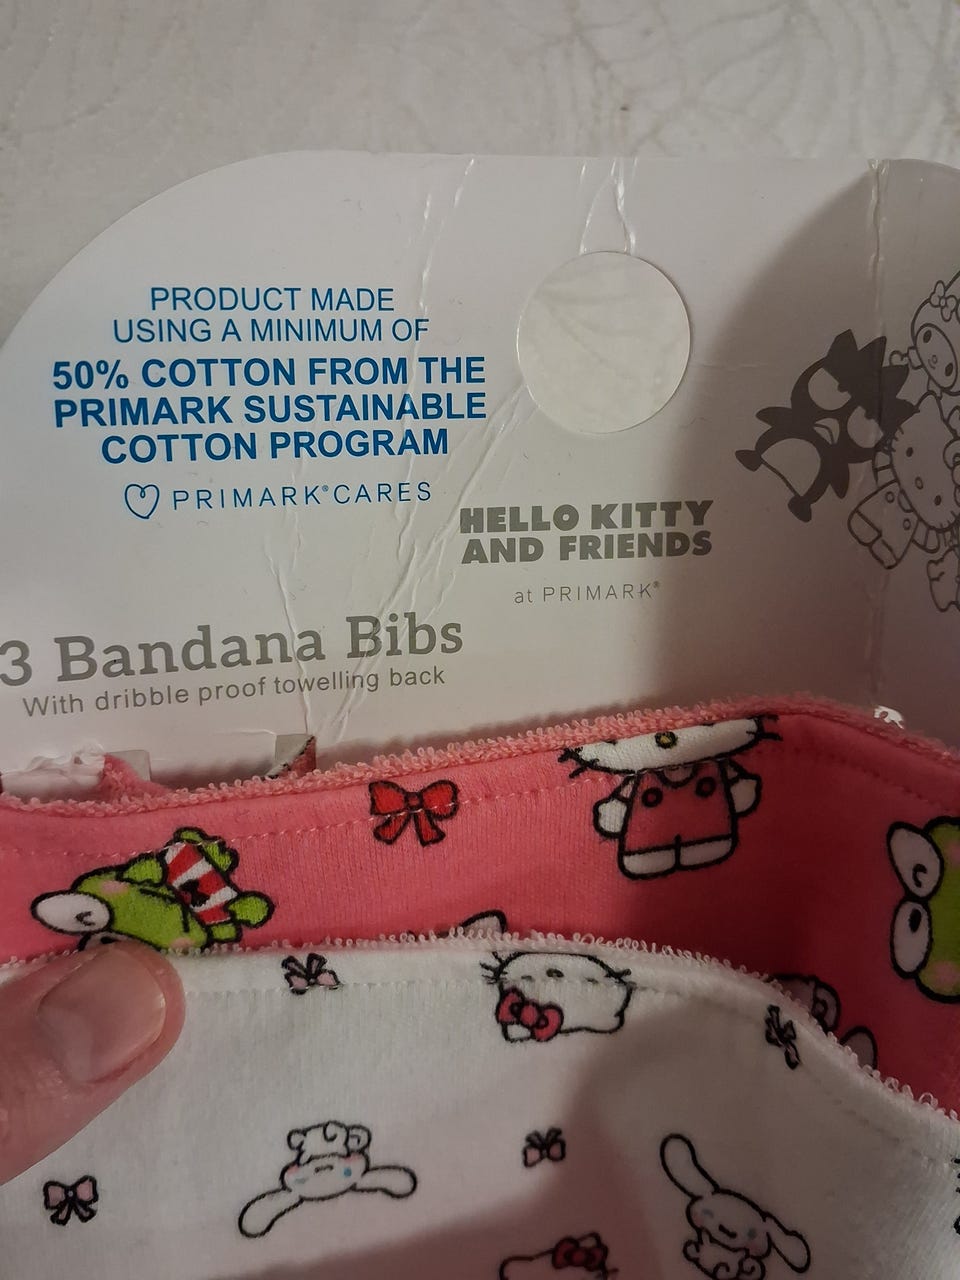 PRODUCT MADE
USING A MINIMUM OF
50% COTTON FROM THE
PRIMARK SUSTAINABLE
COTTON PROGRAM
PRIMARK®CARES
HELLO KITTY
AND FRIENDS
at PRIMARK®
3 Bandana Bibs
With dribble proof towelling back